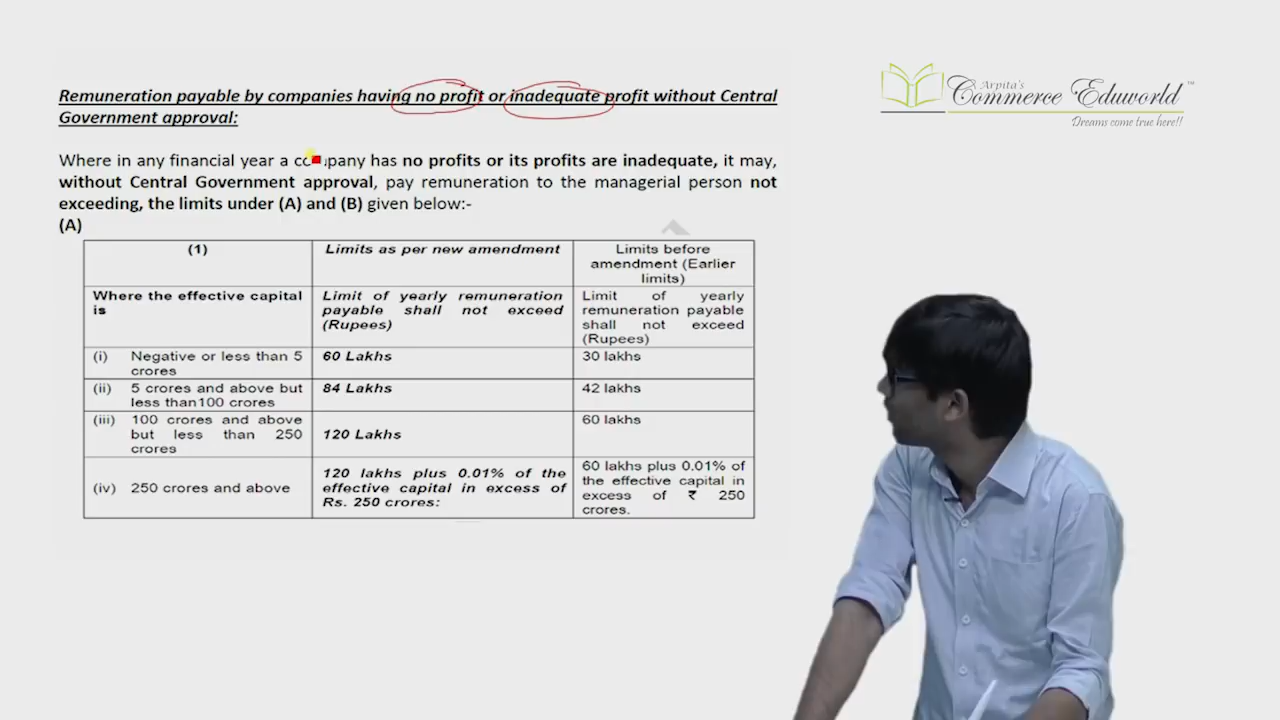 Remuneration payable by companies having no profit or inadequate profit without Central
Government approval:
Where in any financial year a company has no profits or its profits are inadequate, it may,
without Central Government approval, pay remuneration to the managerial person not
exceeding, the limits under (A) and (B) given below:-
(A)
(1)
Limits as per new amendment
Limits before
amendment (Earlier
limits)
Where the effective capital
is
Limit of yearly remuneration
payable shall not exceed
(Rupees)
Limit of yearly
remuneration payable
shall not exceed
(Rupees)
(i) Negative or less than 5
crores
60 Lakhs
30 lakhs
(ii) 5 crores and above but
less than100 crores
84 Lakhs
42 lakhs
(iii) 100 crores and above
but less than 250
crores
120 Lakhs
60 lakhs
(iv) 250 crores and above
120 lakhs plus 0.01% of the
effective capital in excess of
Rs. 250 crores:
60 lakhs plus 0.01% of
the effective capital in
excess of ₹ 250
crores.
Arpita's
Commerce Eduworld™
Dreams come true here!!